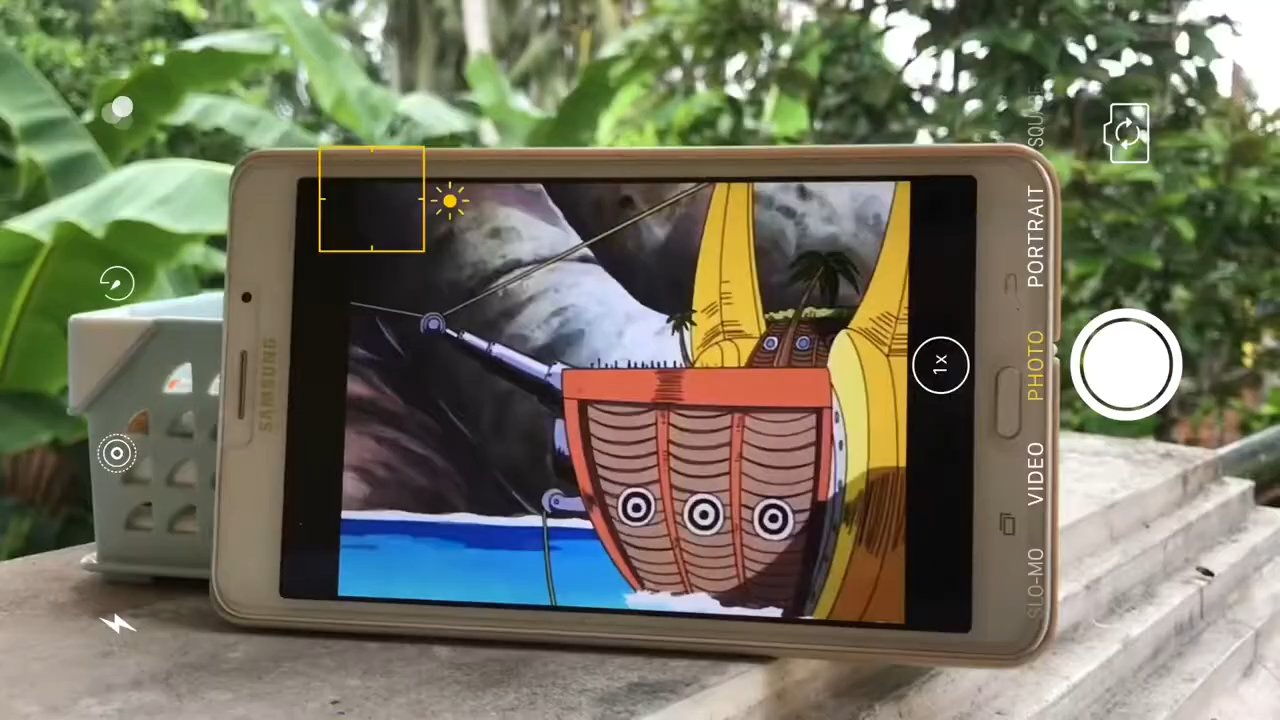 SQUARE
PORTRAIT
PHOTO
VIDEO
SLO-MO
1x
SAMSUNG